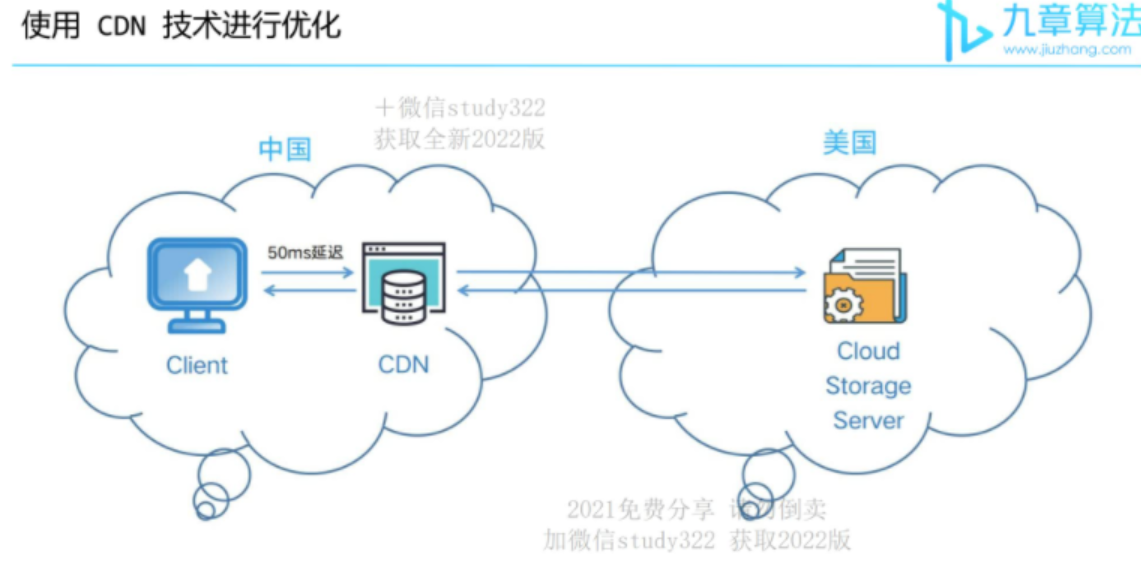 使用 CDN 技术进行优化
九章算法
www.jiuzhang.com
＋微信study322
获取全新2022版
中国
美国
50ms延迟
Client
CDN
Cloud
Storage
Server
2021免费分享 请勿倒卖
加微信study322 获取2022版